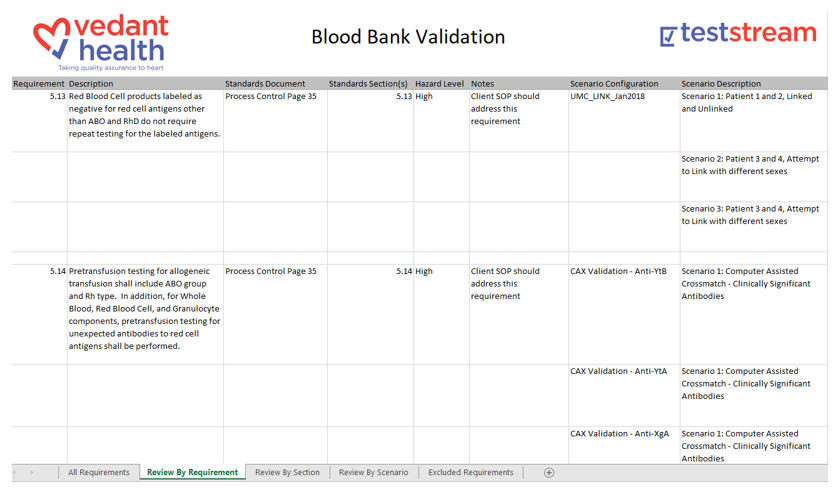 vedant
health
Taking quality assurance to heart
Blood Bank Validation
teststream
Requirement Description Standards Document Standards Section(s) Hazard Level Notes Scenario Configuration Scenario Description
5.13 Red Blood Cell products labeled as Process Control Page 35 5.13 High Client SOP should UMC_LINK_Jan2018 Scenario 1: Patient 1 and 2, Linked
negative for red cell antigens other address this and Unlinked
than ABO and RhD do not require requirement
repeat testing for the labeled antigens.
Scenario 2: Patient 3 and 4, Attempt
to Link with different sexes
Scenario 3: Patient 3 and 4, Attempt
to Link with different sexes
5.14 Pretransfusion testing for allogeneic Process Control Page 35 5.14 High Client SOP should CAX Validation - Anti-YtB Scenario 1: Computer Assisted
transfusion shall include ABO group address this Crossmatch - Clinically Significant
and Rh type. In addition, for Whole requirement Antibodies
Blood, Red Blood Cell, and Granulocyte
components, pretransfusion testing for
unexpected antibodies to red cell
antigens shall be performed.
CAX Validation - Anti-YtA Scenario 1: Computer Assisted
Crossmatch - Clinically Significant
Antibodies
CAX Validation - Anti-XgA Scenario 1: Computer Assisted
Crossmatch - Clinically Significant
Antibodies
All Requirements Review By Requirement Review By Section Review By Scenario Excluded Requirements